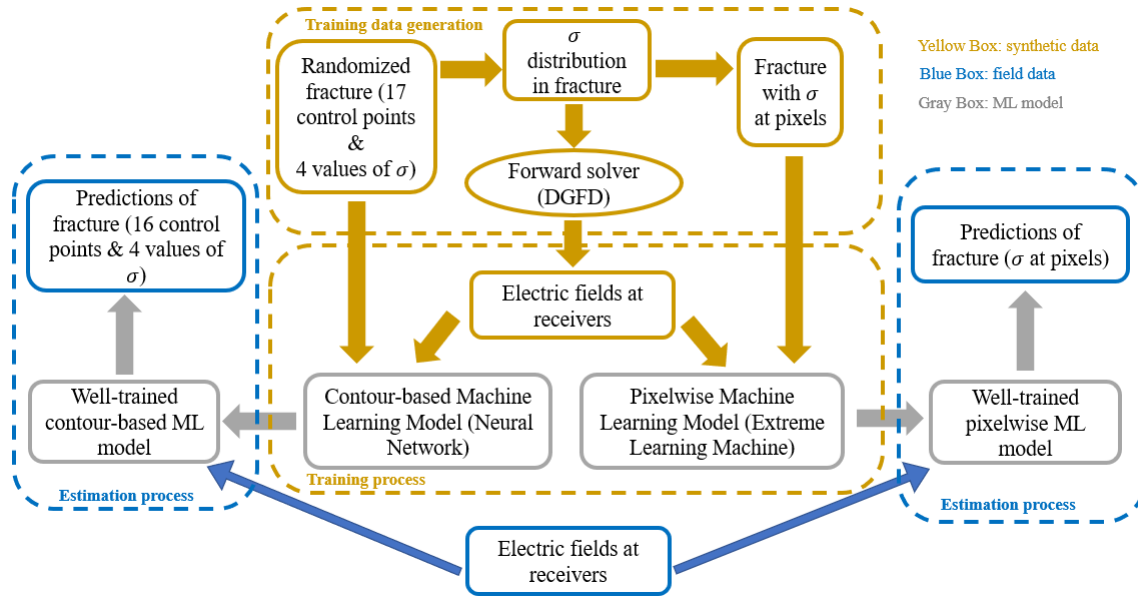 Training data generation
Randomized
fracture (17
control points
&
4 values of σ)
σ
distribution
in fracture
Fracture
with σ
at pixels
Yellow Box: synthetic data
Blue Box: field data
Gray Box: ML model
Forward solver
(DGFD)
Predictions of
fracture (16 control
points & 4 values of
σ)
Predictions of
fracture (σ at pixels)
Electric fields at
receivers
Well-trained
contour-based ML
model
Contour-based Machine
Learning Model (Neural
Network)
Pixelwise Machine
Learning Model (Extreme
Learning Machine)
Well-trained
pixelwise ML
model
Training process
Estimation process
Estimation process
Electric fields at
receivers